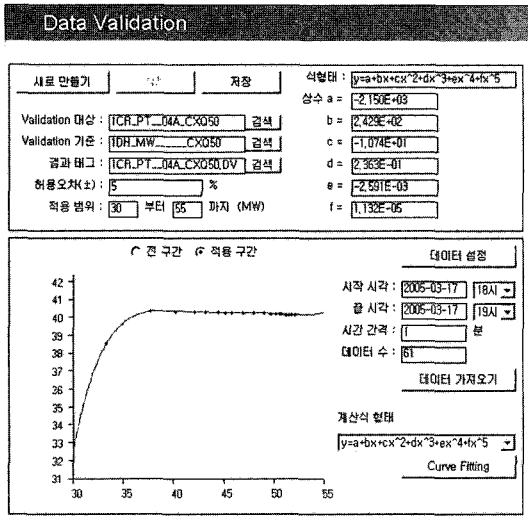 Data Validation
새로 만들기 저장 식형태 : y=a+bx+cx^2+dx^3+ex^4+fx^5
상수 a = -2,150E+03
Validation 대상 : 1CR_PT__04A_CXQ50 검색 b = 2,429E+02
Validation 기준 : 1DH_MW_____CXQ50 검색 c = -1,074E+01
결과 태그 : 1CR_PT__04A_CXQ50,DV 검색 d = 2,363E-01
허용오차(±) : 5 % e = -2,591E-03
적용 범위 : 30 부터 55 까지 (MW) f = 1,132E-05
전 구간 적용 구간
데이터 설정
시작 시각 : 2005-03-17 18시
끝 시각 : 2005-03-17 19시
시간 간격 : 1 분
데이터 수 : 61
데이터 가져오기
계산식 형태
y=a+bx+cx^2+dx^3+ex^4+fx^5
Curve Fitting
42
41
40
39
38
37
36
35
34
33
32
31
30 35 40 45 50 55